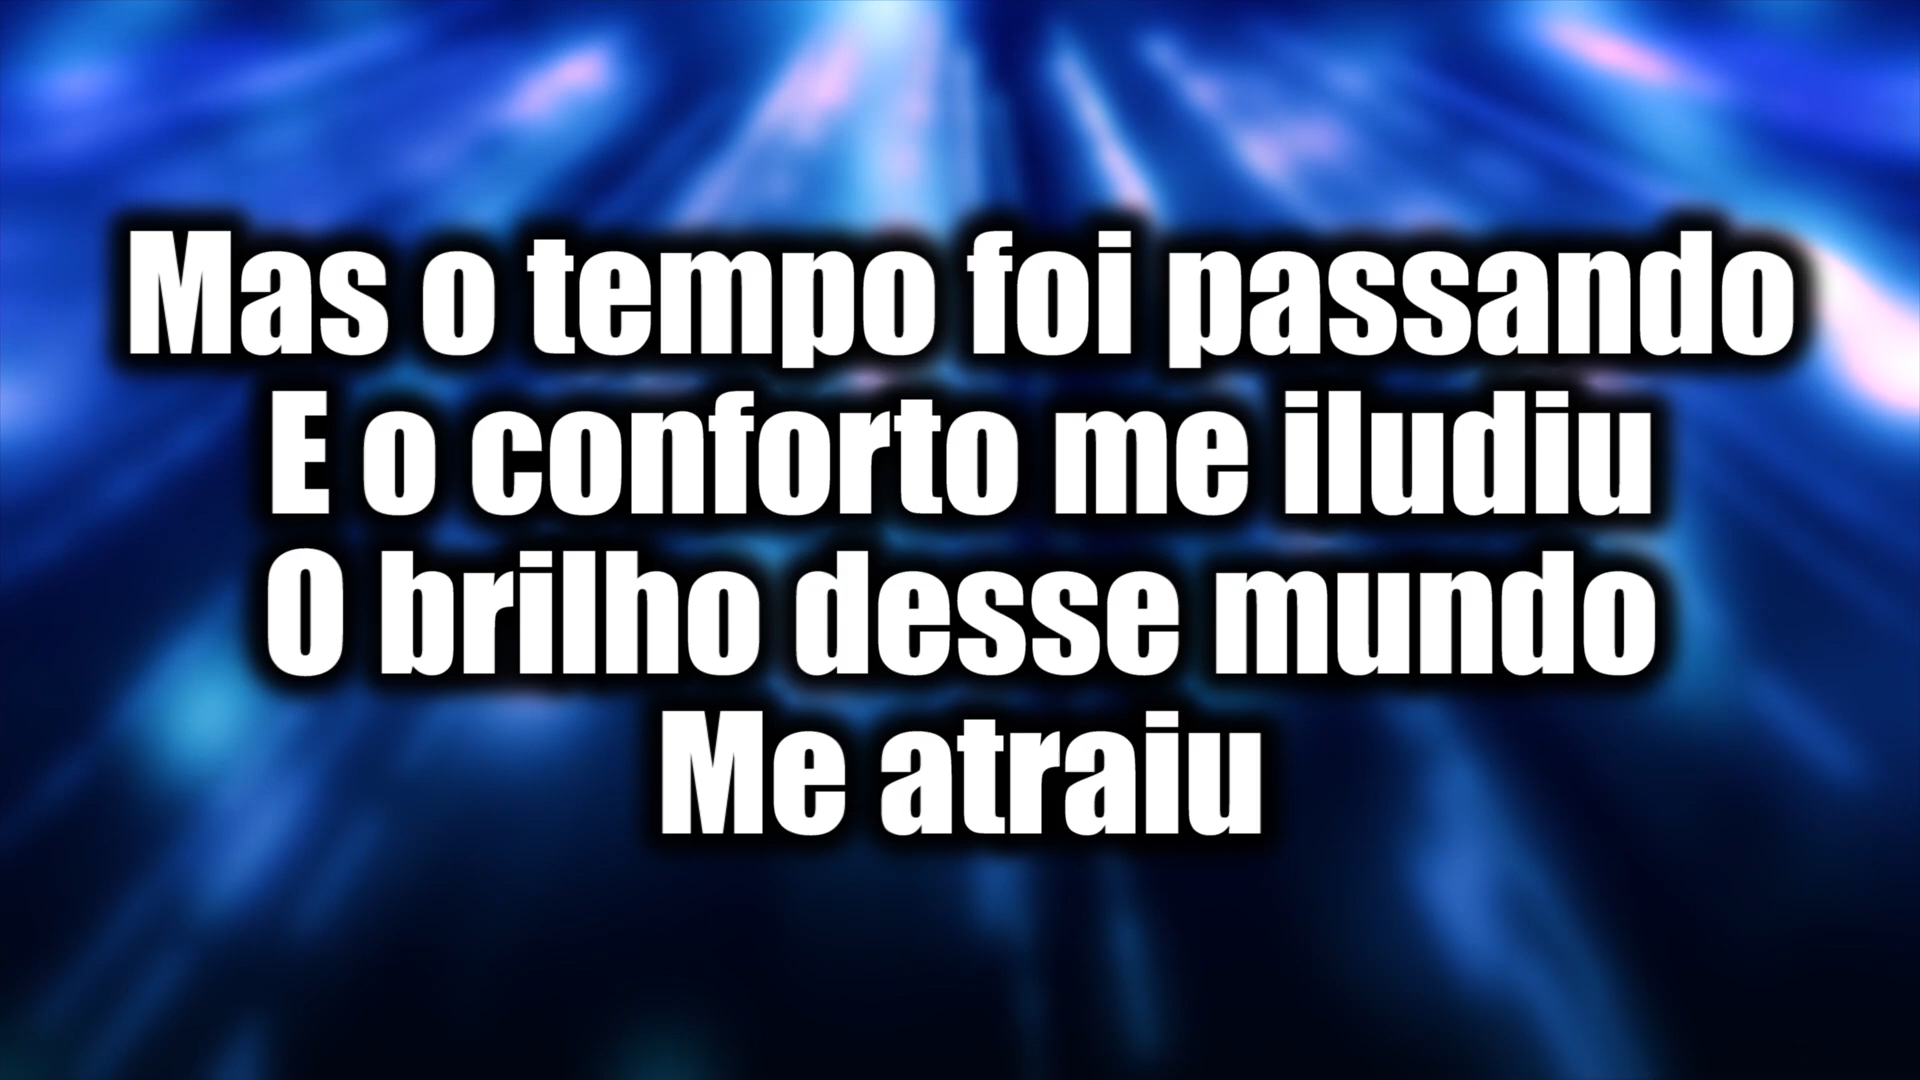 Mas o tempo foi passando
E o conforto me iludiu
O brilho desse mundo
Me atraiu